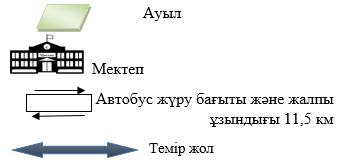 Ауыл
Мектеп
Автобус жүру бағыты және жалпы
ұзындығы 11,5 км
Темір жол